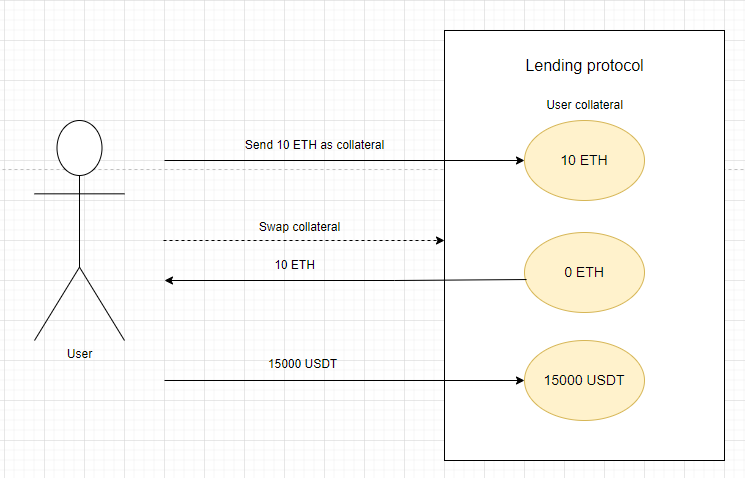 Lending protocol
User collateral
Send 10 ETH as collateral
10 ETH
Swap collateral
10 ETH
0 ETH
User
15000 USDT
15000 USDT